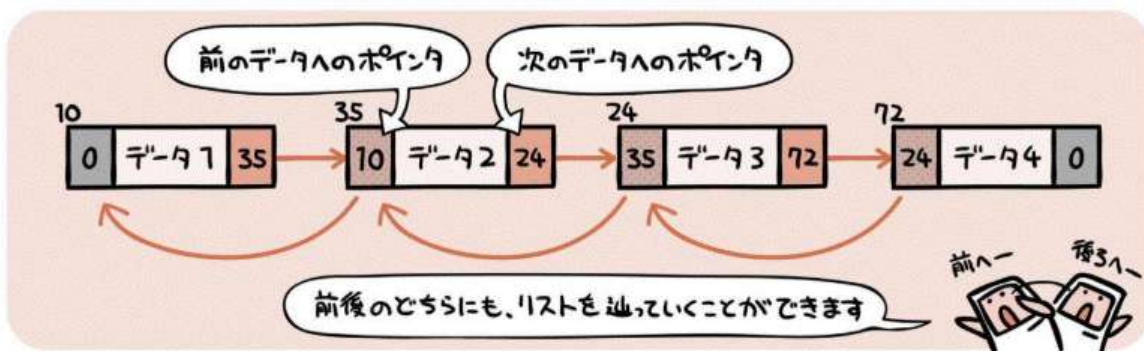 前のデータへのポインタ
次のデータへのポインタ
10
35
24
72
0 データ1 35
10 データ2 24
35 データ3 72
24 データ4 0
前へー
後ろへー
前後のどちらにも、リストを辿っていくことができます